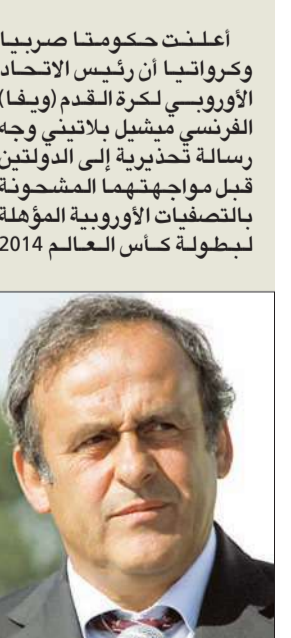 أعلنت حكومتا صربيا
وكرواتيا أن رئيس الاتحاد
الأوروبي لكرة القدم (ويفا)
الفرنسي ميشيل بلاتيني وجه
رسالة تحذيرية إلى الدولتين
قبل مواجهتهما المشحونة
بالتصفيات الأوروبية المؤهلة
لبطولة كأس العالم 2014